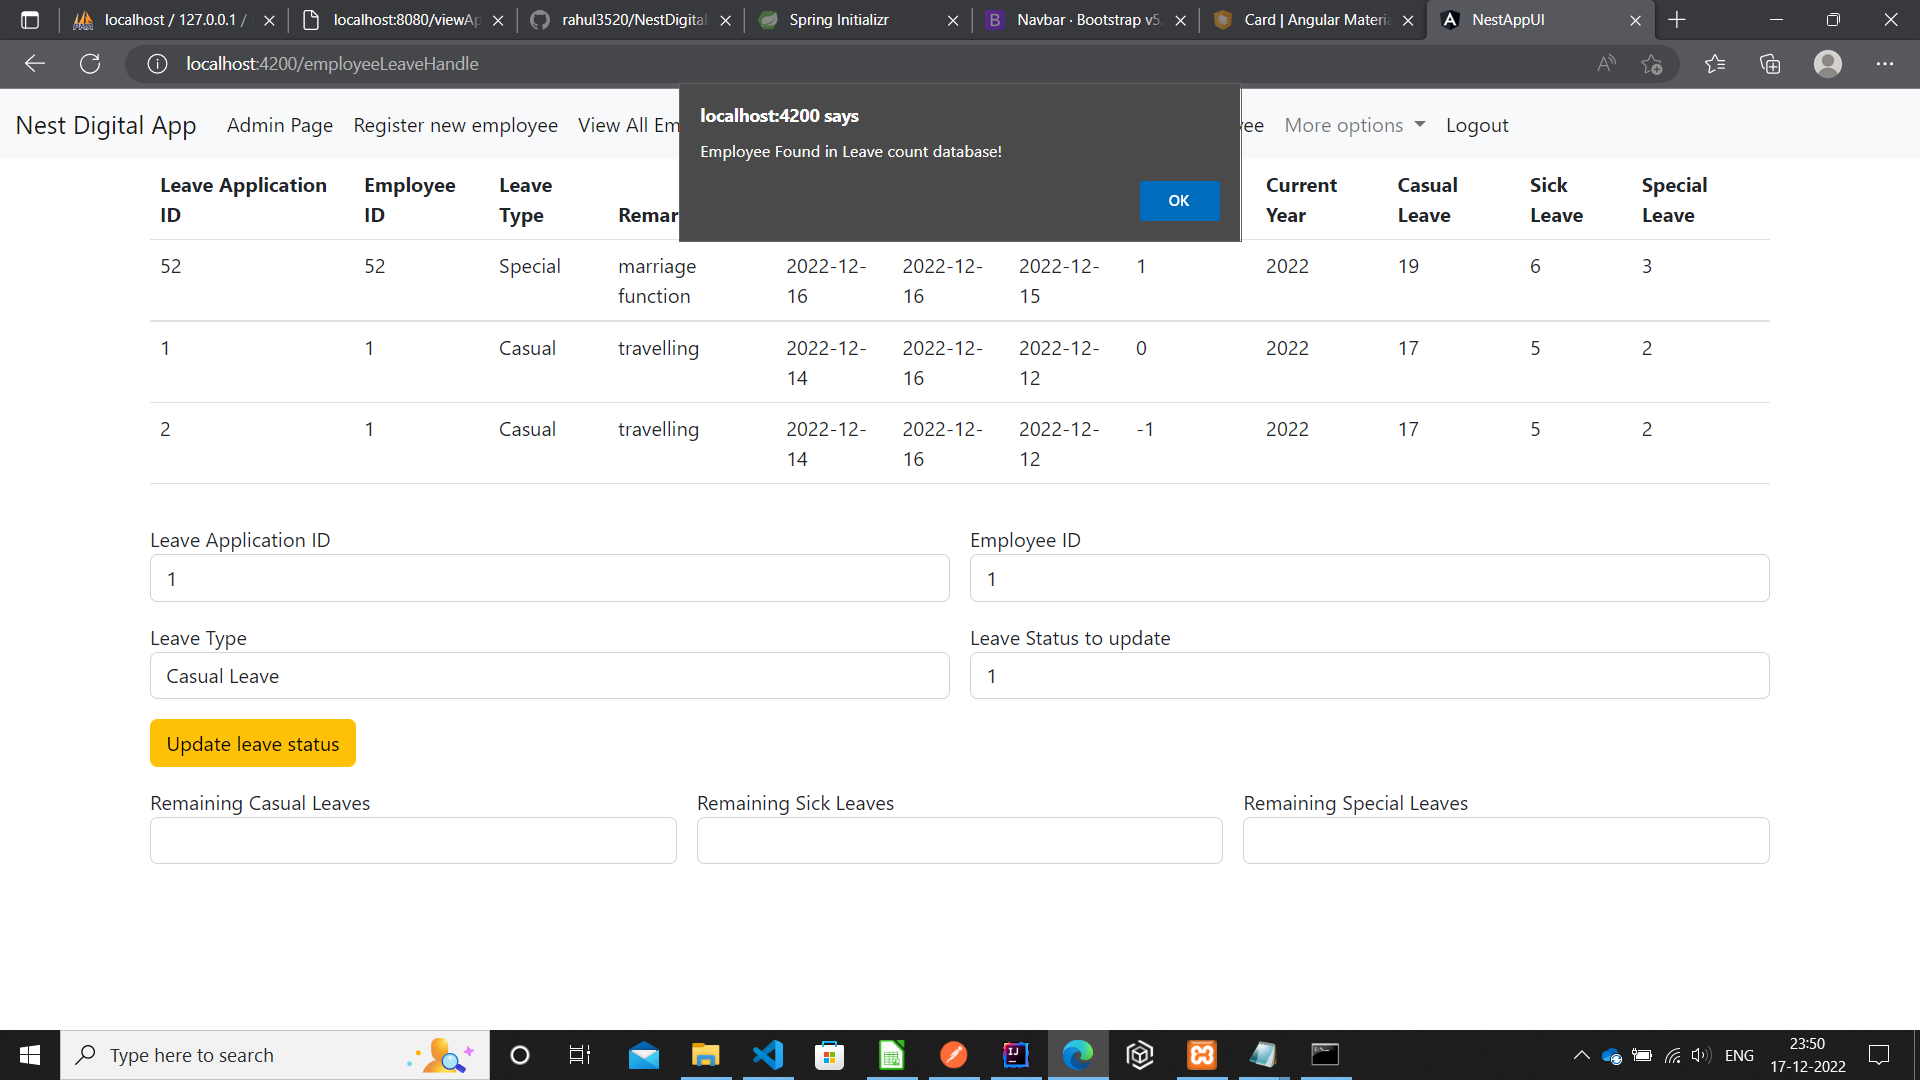 localhost / 127.0.0.1 /
localhost:8080/viewAp
rahul3520/NestDigital
Spring Initializr
Navbar · Bootstrap v5.
Card | Angular Materia
NestAppUI
localhost:4200/employeeLeaveHandle
Nest Digital App Admin Page Register new employee View All Em
More options Logout
localhost:4200 says
Employee Found in Leave count database!
OK
Leave Application ID Employee ID Leave Type Remar Current Year Casual Leave Sick Leave Special Leave
52 52 Special marriage function 2022-12-16 2022-12-16 2022-12-15 1 2022 19 6 3
1 1 Casual travelling 2022-12-14 2022-12-16 2022-12-12 0 2022 17 5 2
2 1 Casual travelling 2022-12-14 2022-12-16 2022-12-12 -1 2022 17 5 2
Leave Application ID Employee ID
1 1
Leave Type Leave Status to update
Casual Leave 1
Update leave status
Remaining Casual Leaves Remaining Sick Leaves Remaining Special Leaves
Type here to search
ENG
23:50
17-12-2022